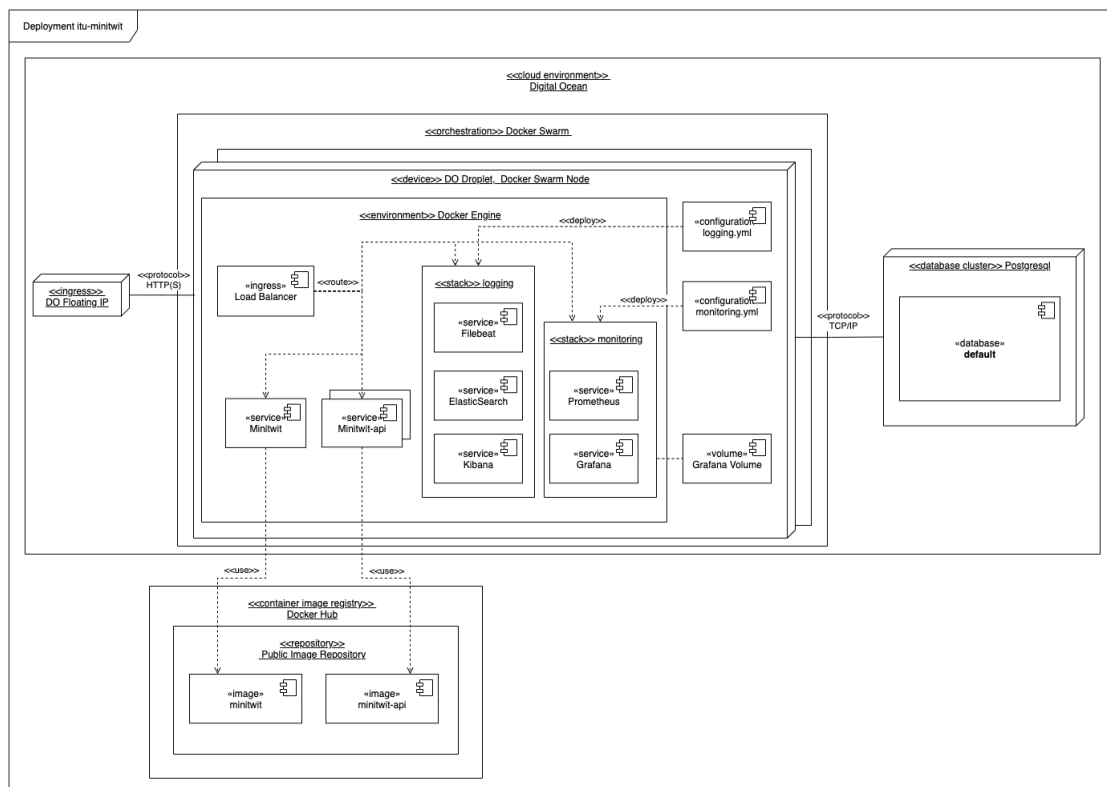 Deployment itu-minitwit
<<cloud environment>>
Digital Ocean
<<orchestration>> Docker Swarm
<<device>> DO Droplet, Docker Swarm Node
<<environment>> Docker Engine
<<deploy>>
«configuration
logging.yml
<<protocol>>
HTTP(S)
<<ingress>>
DO Floating IP
«ingress»
Load Balancer
<<route>>
<<stack>> logging
«service»
Filebeat
«service»
ElasticSearch
«service»
Kibana
<<deploy>>
«configuration
monitoring.yml
<<stack>> monitoring
«service»
Prometheus
«service»
Grafana
«volume»
Grafana Volume
«service»
Minitwit
«service»
Minitwit-api
<<protocol>>
TCP/IP
<<database cluster>> Postgresql
«database»
default
<<use>>
<<use>>
<<container image registry>>
Docker Hub
<<repository>>
Public Image Repository
«image»
minitwit
«image»
minitwit-api